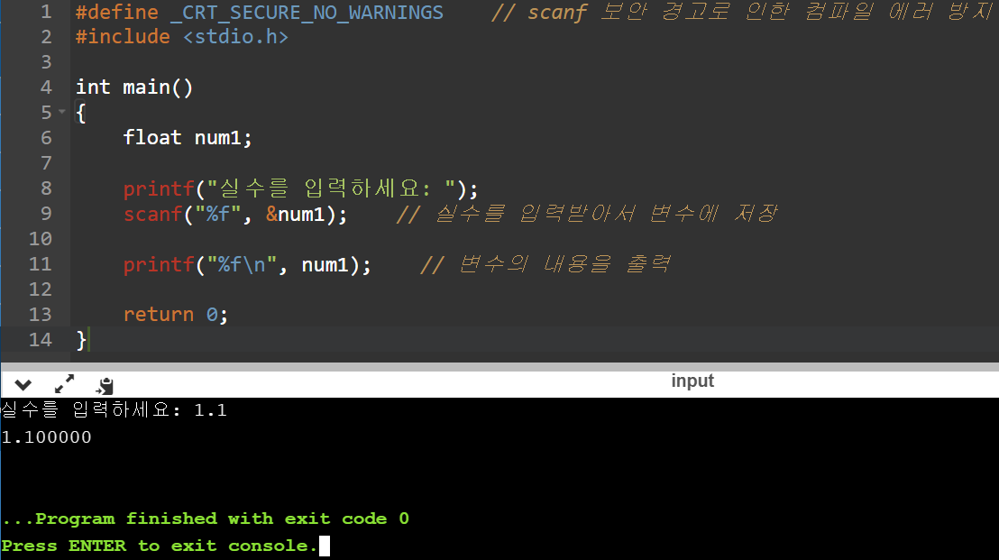 1 #define _CRT_SECURE_NO_WARNINGS    // scanf 보안 경고로 인한 컴파일 에러 방지
2 #include <stdio.h>
3
4 int main()
5 {
6     float num1;
7
8     printf("실수를 입력하세요: ");
9     scanf("%f", &num1);    // 실수를 입력받아서 변수에 저장
10
11     printf("%f\n", num1);    // 변수의 내용을 출력
12
13     return 0;
14 }
input
실수를 입력하세요: 1.1
1.100000
...Program finished with exit code 0
Press ENTER to exit console.